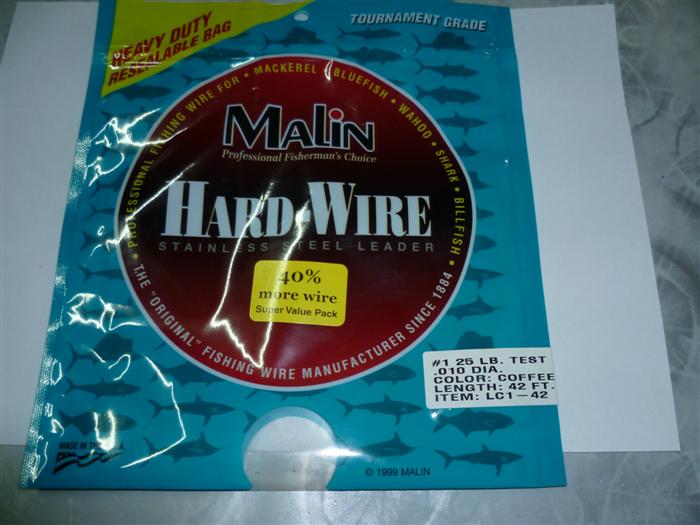 HEAVY DUTY
RESEALABLE BAG
TOURNAMENT GRADE
• PROFESSIONAL FISHING WIRE FOR • MACKEREL • BLUEFISH • WAHOO • SHARK • BILLFISH •
MALIN
Professional Fisherman's Choice
HARD-WIRE
STAINLESS STEEL LEADER
40%
more wire
Super Value Pack
THE "ORIGINAL" FISHING WIRE MANUFACTURER SINCE 1884
#1 25 LB. TEST
.010 DIA.
COLOR: COFFEE
LENGTH: 42 FT.
ITEM: LC1-42
MADE IN THE
© 1999 MALIN